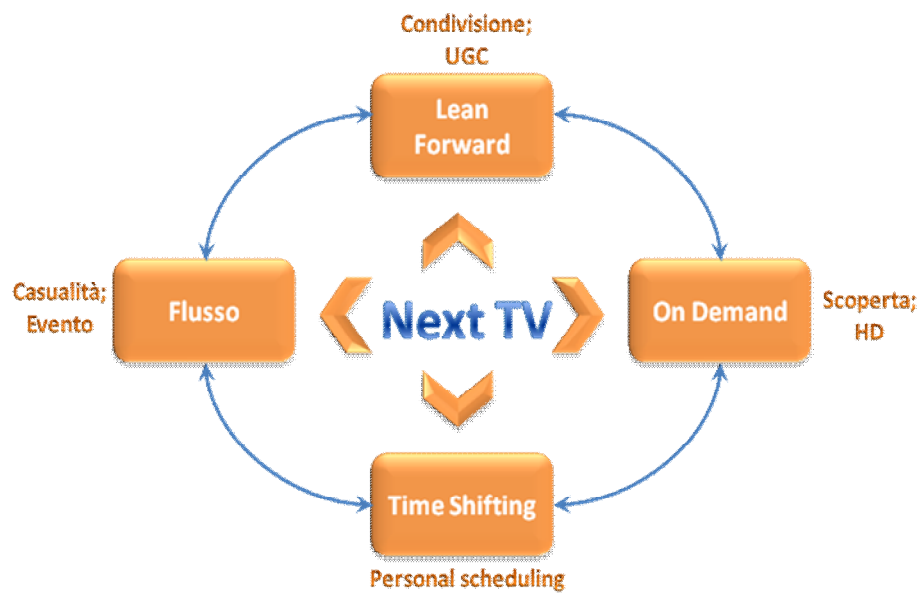 Condivisione;
UGC
Lean
Forward
Casualità;
Evento
Flusso
Next TV
On Demand
Scoperta;
HD
Time Shifting
Personal scheduling